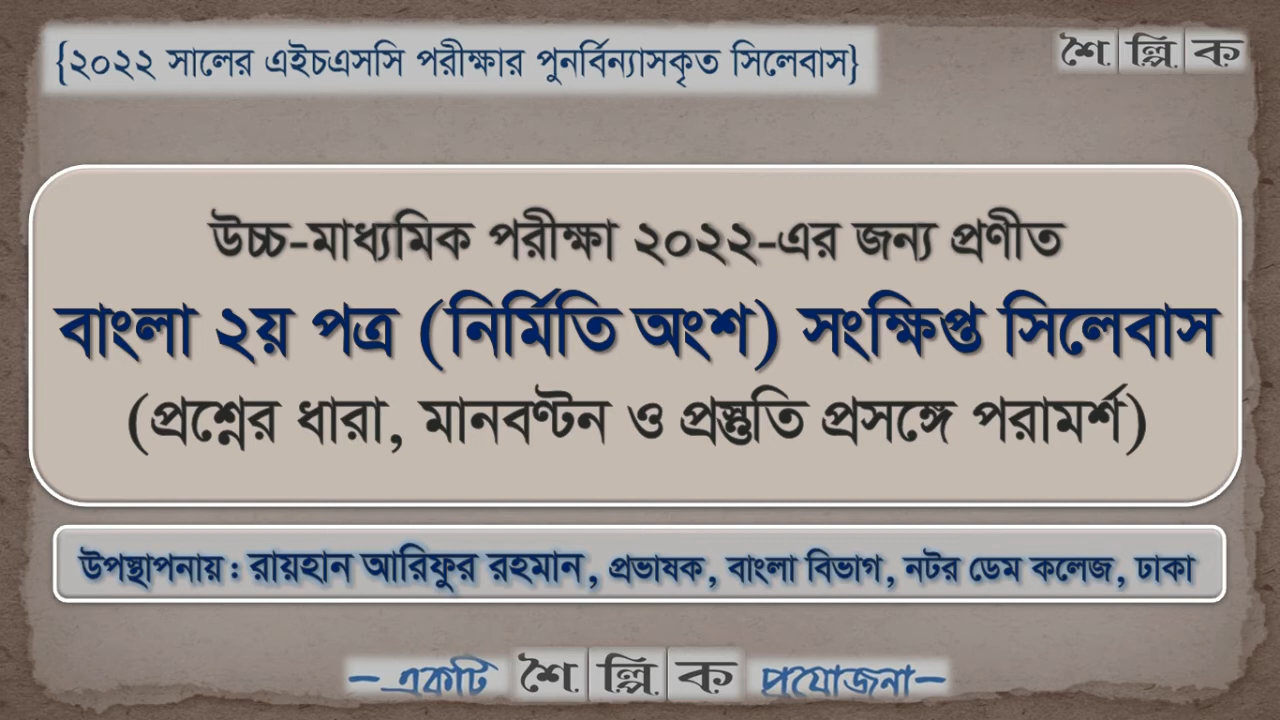 {২০২২ সালের এইচএসসি পরীক্ষার পুনর্বিন্যাসকৃত সিলেবাস}
শৈল্পিক
উচ্চ-মাধ্যমিক পরীক্ষা ২০২২-এর জন্য প্রণীত
বাংলা ২য় পত্র (নির্মিতি অংশ) সংক্ষিপ্ত সিলেবাস
(প্রশ্নের ধারা, মানবণ্টন ও প্রস্তুতি প্রসঙ্গে পরামর্শ)
উপস্থাপনায় : রায়হান আরিফুর রহমান, প্রভাষক, বাংলা বিভাগ, নটর ডেম কলেজ, ঢাকা
–একটি শৈল্পিক প্রযোজনা–